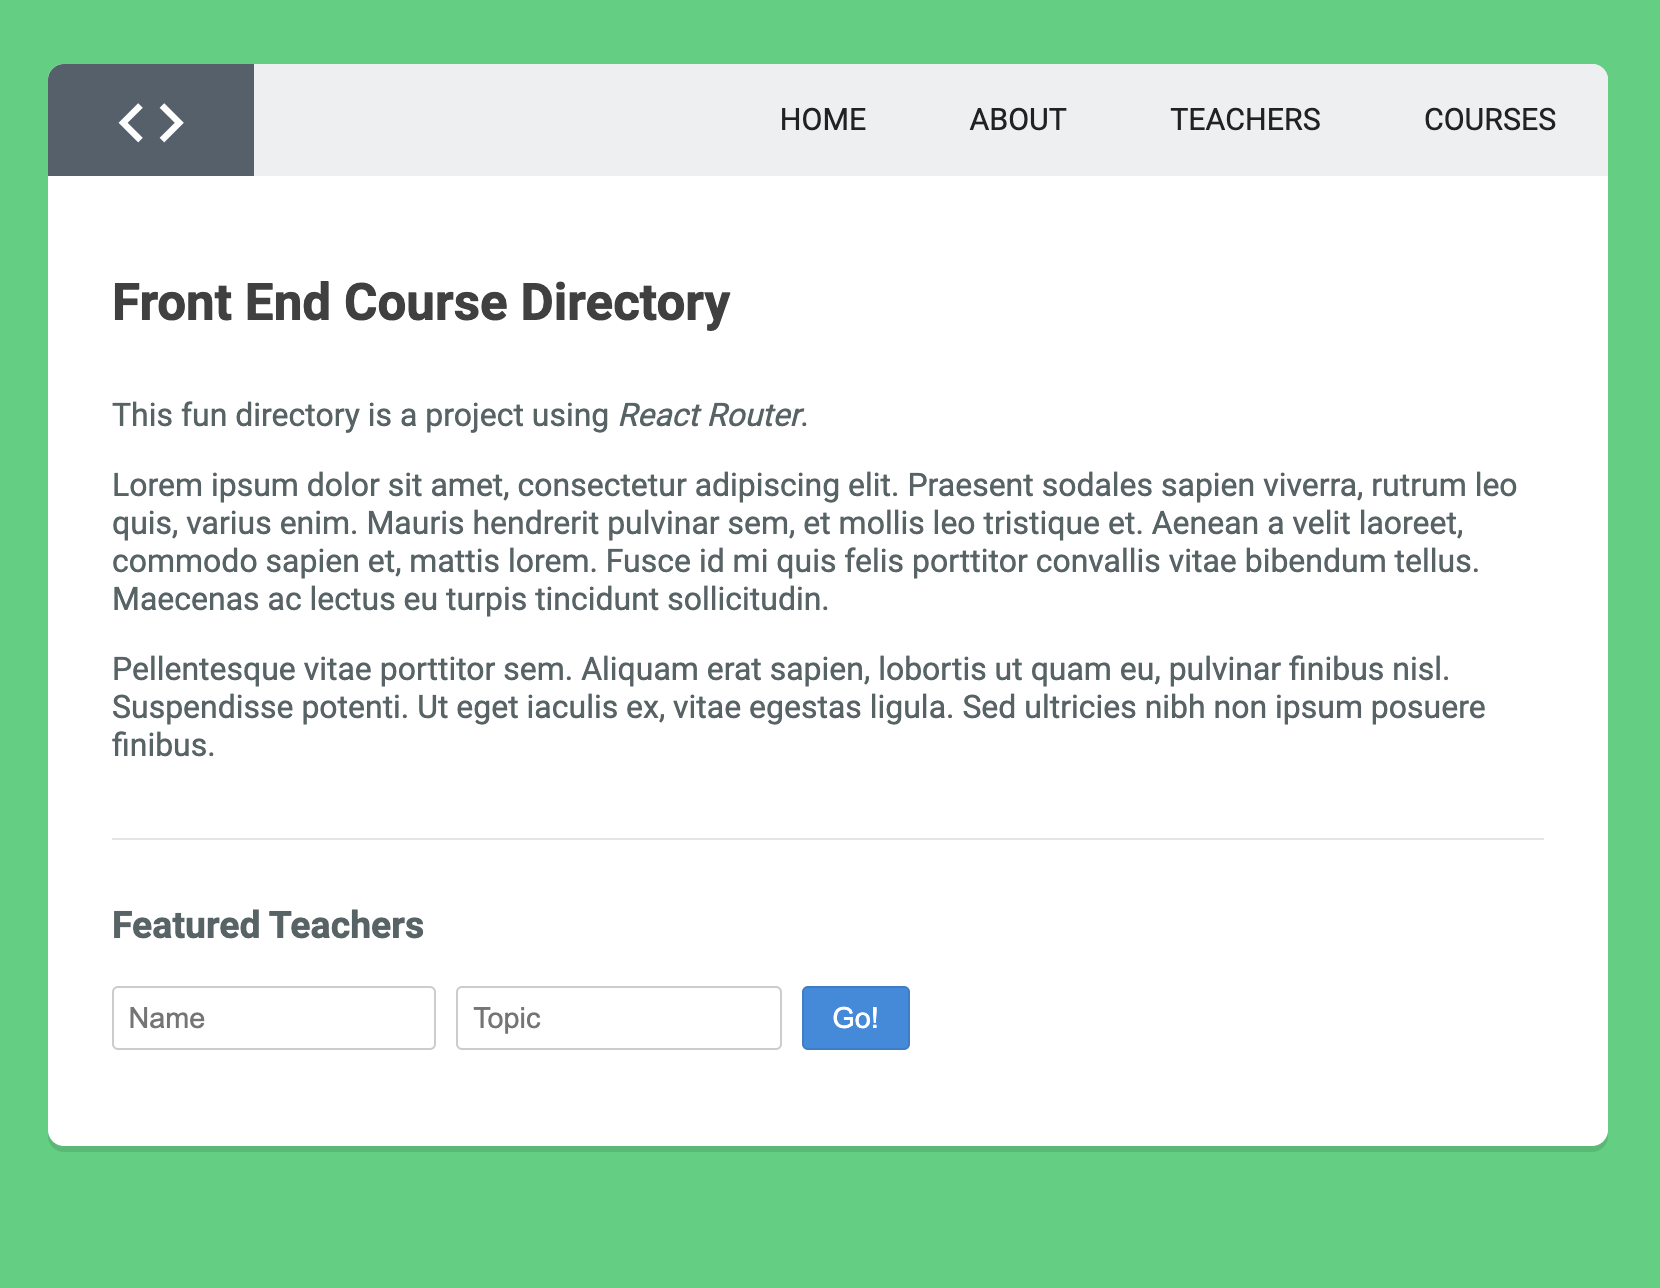 HOME ABOUT TEACHERS COURSES
Front End Course Directory
This fun directory is a project using React Router.
Lorem ipsum dolor sit amet, consectetur adipiscing elit. Praesent sodales sapien viverra, rutrum leo
quis, varius enim. Mauris hendrerit pulvinar sem, et mollis leo tristique et. Aenean a velit laoreet,
commodo sapien et, mattis lorem. Fusce id mi quis felis porttitor convallis vitae bibendum tellus.
Maecenas ac lectus eu turpis tincidunt sollicitudin.
Pellentesque vitae porttitor sem. Aliquam erat sapien, lobortis ut quam eu, pulvinar finibus nisl.
Suspendisse potenti. Ut eget iaculis ex, vitae egestas ligula. Sed ultricies nibh non ipsum posuere
finibus.
Featured Teachers
Name Topic Go!